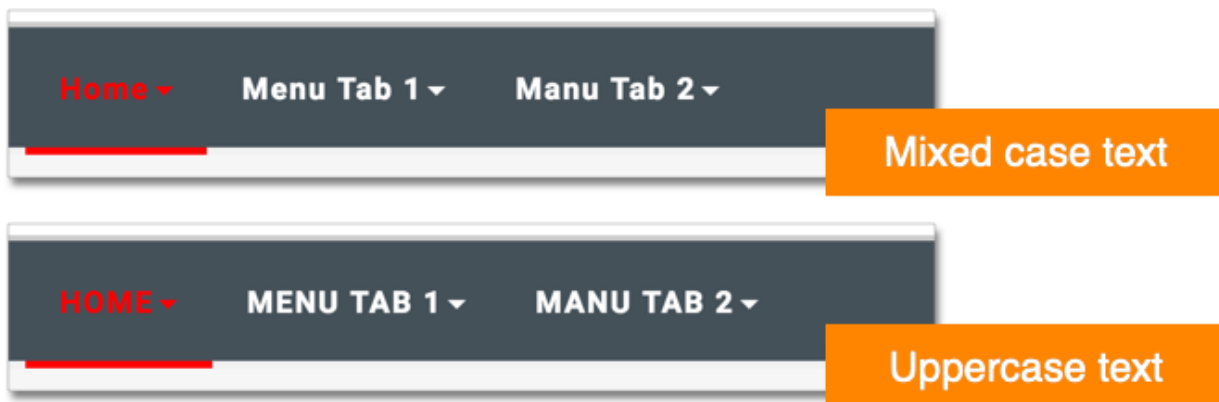 Home Menu Tab 1 Manu Tab 2
Mixed case text
HOME MENU TAB 1 MANU TAB 2
Uppercase text